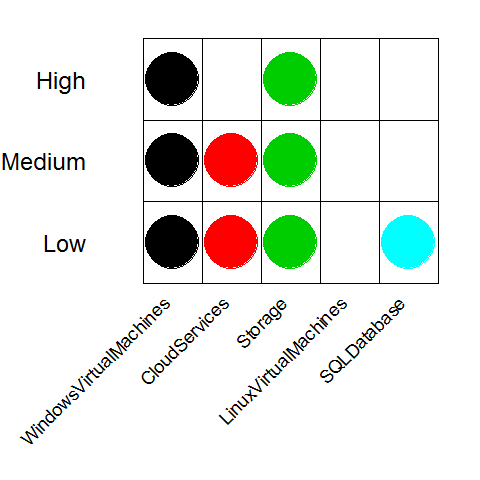 High
Medium
Low
WindowsVirtualMachines
CloudServices
Storage
LinuxVirtualMachines
SQLDatabase